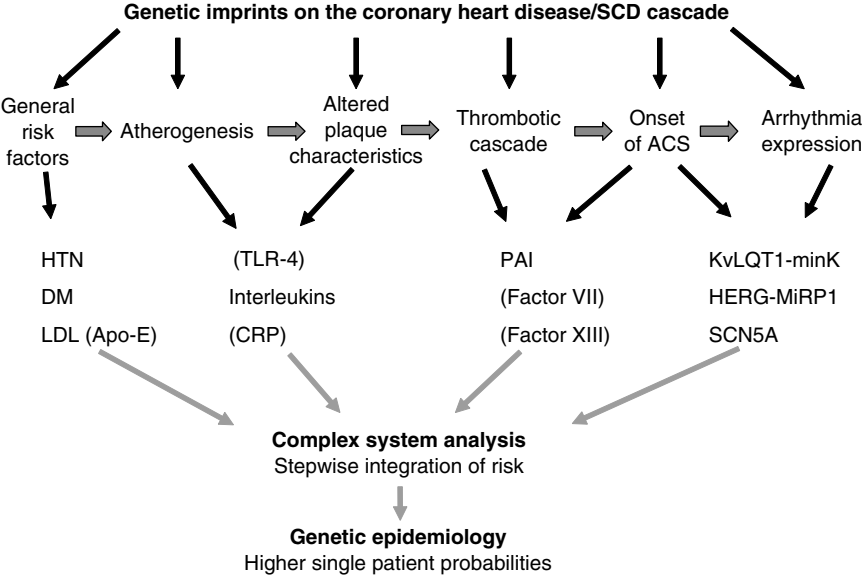 Genetic imprints on the coronary heart disease/SCD cascade
General
risk
factors
Atherogenesis
Altered
plaque
characteristics
Thrombotic
cascade
Onset
of ACS
Arrhythmia
expression
HTN
DM
LDL (Apo-E)
(TLR-4)
Interleukins
(CRP)
PAI
(Factor VII)
(Factor XIII)
KvLQT1-minK
HERG-MiRP1
SCN5A
Complex system analysis
Stepwise integration of risk
Genetic epidemiology
Higher single patient probabilities